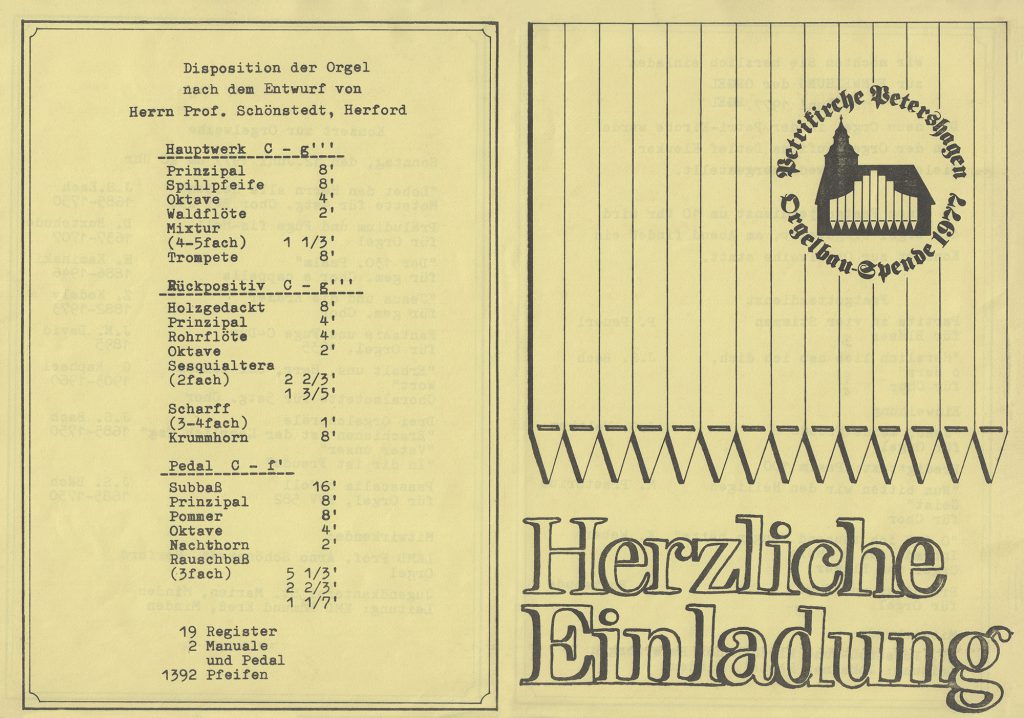 Disposition der Orgel
nach dem Entwurf von
Herrn Prof. Schönstedt, Herford
Hauptwerk C - g'''
Prinzipal 8'
Spillpfeife 8'
Oktave 4'
Waldflöte 2'
Mixtur
(4-5fach) 1 1/3'
Trompete 8'
Rückpositiv C - g'''
Holzgedackt 8'
Prinzipal 4'
Rohrflöte 4'
Oktave 2'
Sesquialtera
(2fach) 2 2/3'
1 3/5'
Scharff
(3-4fach) 1'
Krummhorn 8'
Pedal C - f'
Subbaß 16'
Prinzipal 8'
Pommer 8'
Oktave 4'
Nachthorn 2'
Rauschbaß
(3fach) 5 1/3'
2 2/3'
1 1/7'
19 Register
2 Manuale
und Pedal
1392 Pfeifen
Petrikirche Petershagen
Orgelbau-Spende 1977
Herzliche
Einladung